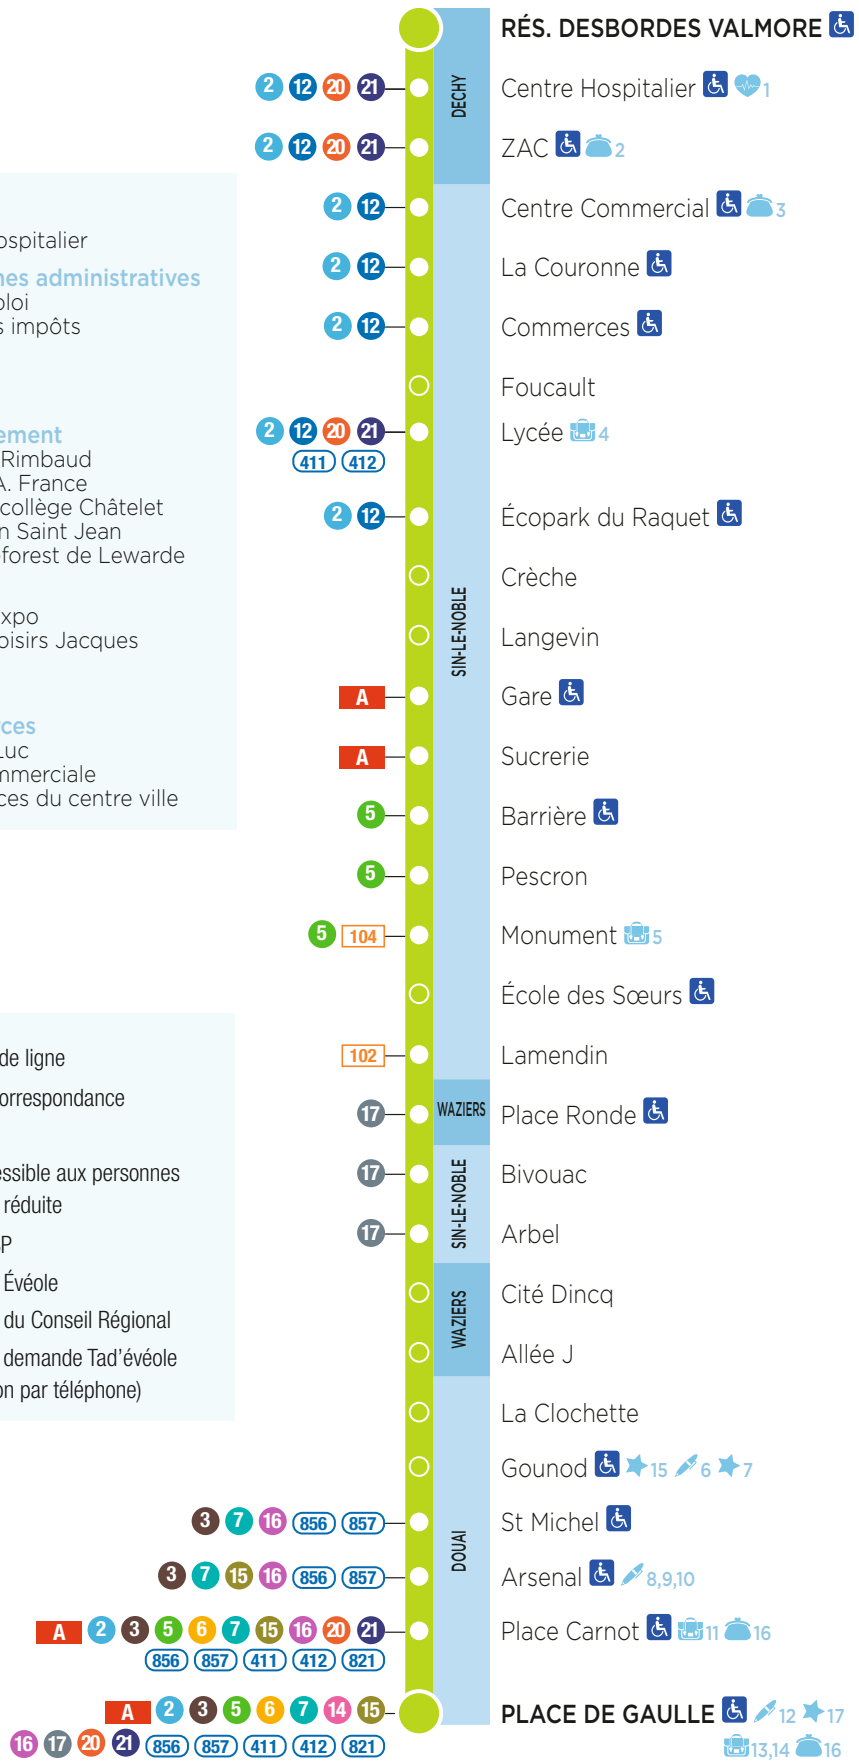 RÉS. DESBORDES VALMORE
DECHY
2 12 20 21 Centre Hospitalier 1
2 12 20 21 ZAC 2
2 12 Centre Commercial 3
2 12 La Couronne
2 12 Commerces
Foucault
2 12 20 21 Lycée 4
411 412
2 12 Écopark du Raquet
Crèche
SIN-LE-NOBLE
Langevin
A Gare
A Sucrerie
5 Barrière
5 Pescron
5 104 Monument 5
École des Sœurs
102 Lamendin
17 WAZIERS Place Ronde
17 Bivouac
SIN-LE-NOBLE
17 Arbel
Cité Dincq
WAZIERS
Allée J
La Clochette
Gounod 15 6 7
3 7 16 856 857 St Michel
DOUAI
3 7 15 16 856 857 Arsenal 8,9,10
A 2 3 5 6 7 15 16 20 21 Place Carnot 11 16
856 857 411 412 821
A 2 3 5 6 7 14 15 PLACE DE GAULLE 12 17
16 17 20 21 856 857 411 412 821 13,14 16
ospitalier
nes administratives
loi
s impôts
ement
Rimbaud
A. France
collège Châtelet
n Saint Jean
forest de Lewarde
xpo
oisirs Jacques
rces
Luc
mmerciale
ces du centre ville
de ligne
orrespondance
essible aux personnes
réduite
P
Évéole
du Conseil Régional
demande Tad'évéole
on par téléphone)